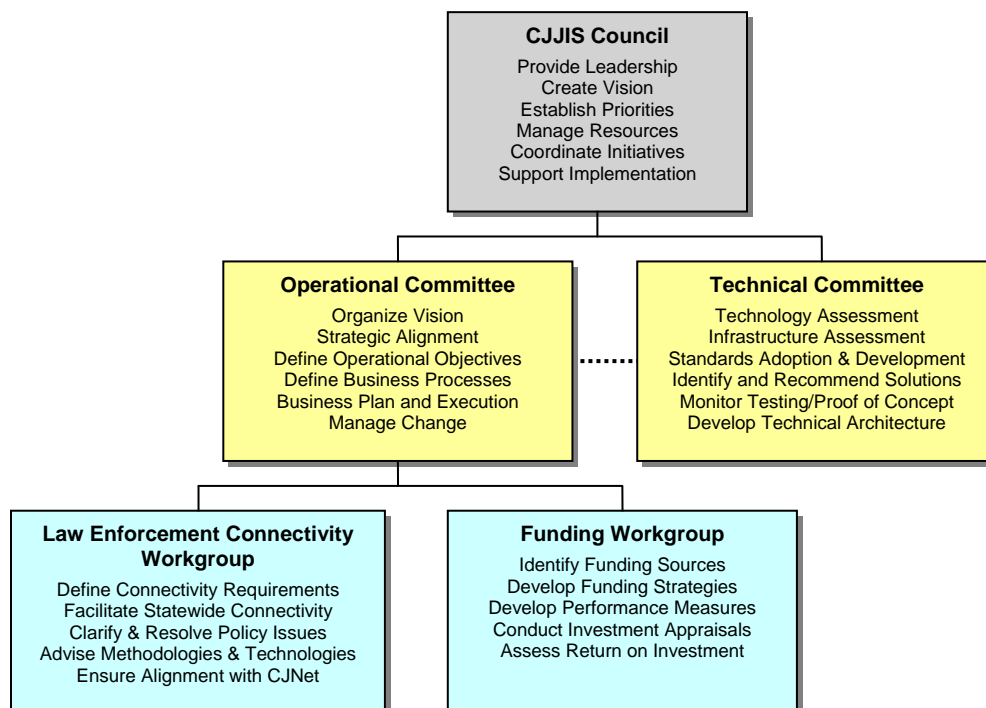 CJJIS Council
Provide Leadership
Create Vision
Establish Priorities
Manage Resources
Coordinate Initiatives
Support Implementation
Operational Committee
Organize Vision
Strategic Alignment
Define Operational Objectives
Define Business Processes
Business Plan and Execution
Manage Change
Technical Committee
Technology Assessment
Infrastructure Assessment
Standards Adoption & Development
Identify and Recommend Solutions
Monitor Testing/Proof of Concept
Develop Technical Architecture
Law Enforcement Connectivity
Workgroup
Define Connectivity Requirements
Facilitate Statewide Connectivity
Clarify & Resolve Policy Issues
Advise Methodologies & Technologies
Ensure Alignment with CJNet
Funding Workgroup
Identify Funding Sources
Develop Funding Strategies
Develop Performance Measures
Conduct Investment Appraisals
Assess Return on Investment